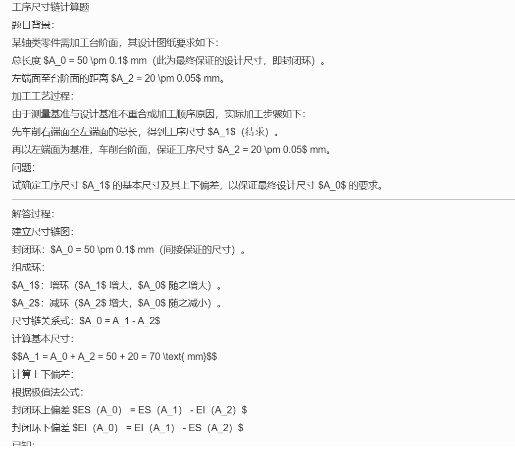 工序尺寸链计算题
题目背景：
某轴类零件需加工台阶面，其设计图纸要求如下：
总长度 $A_0 = 50 \pm 0.1$ mm（此为最终保证的设计尺寸，即封闭环）。
左端面至台阶面的距离 $A_2 = 20 \pm 0.05$ mm。
加工工艺过程：
由于测量基准与设计基准不重合或加工顺序原因，实际加工步骤如下：
先车削右端面至左端面的总长，得到工序尺寸 $A_1$（待求）。
再以左端面为基准，车削台阶面，保证工序尺寸 $A_2 = 20 \pm 0.05$ mm。
问题：
试确定工序尺寸 $A_1$ 的基本尺寸及其上下偏差，以保证最终设计尺寸 $A_0$ 的要求。
解答过程：
建立尺寸链图：
封闭环：$A_0 = 50 \pm 0.1$ mm（间接保证的尺寸）。
组成环：
$A_1$：增环（$A_1$ 增大，$A_0$ 随之增大）。
$A_2$：减环（$A_2$ 增大，$A_0$ 随之减小）。
尺寸链关系式：$A_0 = A_1 - A_2$
计算基本尺寸：
$$A_1 = A_0 + A_2 = 50 + 20 = 70 \text{ mm}$$
计算上下偏差：
根据极值法公式：
封闭环上偏差 $ES（A_0） = ES（A_1） - EI（A_2）$
封闭环下偏差 $EI（A_0） = EI（A_1） - ES（A_2）$
已知：